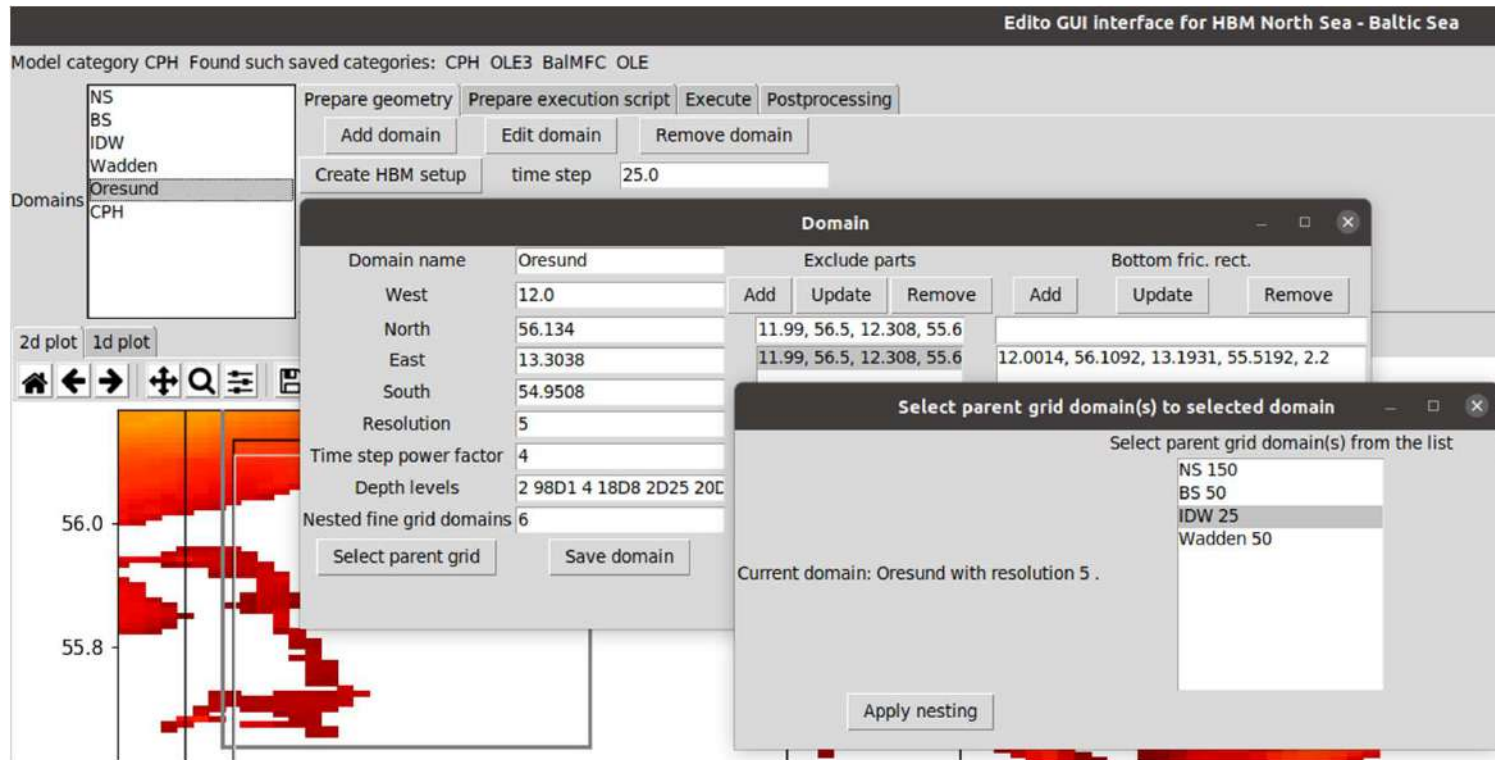 Edito GUI interface for HBM North Sea - Baltic Sea
Model category CPH Found such saved categories: CPH OLE3 BalMFC OLE
Domains
NS
BS
IDW
Wadden
Oresund
CPH
Prepare geometry Prepare execution script Execute Postprocessing
Add domain Edit domain Remove domain
Create HBM setup time step 25.0
Domain
Domain name Oresund Exclude parts Bottom fric. rect.
West 12.0 Add Update Remove Add Update Remove
North 56.134 11.99, 56.5, 12.308, 55.6
East 13.3038 11.99, 56.5, 12.308, 55.6 12.0014, 56.1092, 13.1931, 55.5192, 2.2
South 54.9508
Resolution 5
Time step power factor 4
Depth levels 2 98D1 4 18D8 2D25 20D
Nested fine grid domains 6
Select parent grid Save domain
Select parent grid domain(s) to selected domain
Select parent grid domain(s) from the list
NS 150
BS 50
IDW 25
Wadden 50
Current domain: Oresund with resolution 5 .
Apply nesting
2d plot 1d plot
56.0
55.8